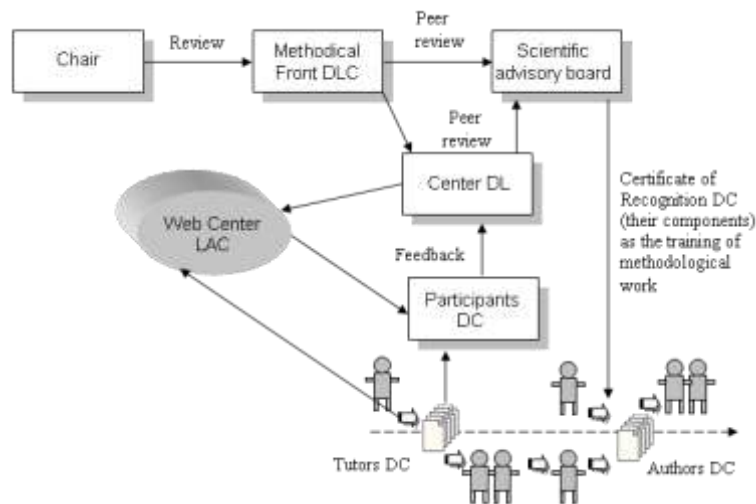 Peer
review
Review
Chair
Methodical
Front DLC
Scientific
advisory board
Peer
review
Center DL
Certificate of
Recognition DC
(their components)
as the training of
methodological
work
Web Center
LAC
Feedback
Participants
DC
Tutors DC
Authors DC